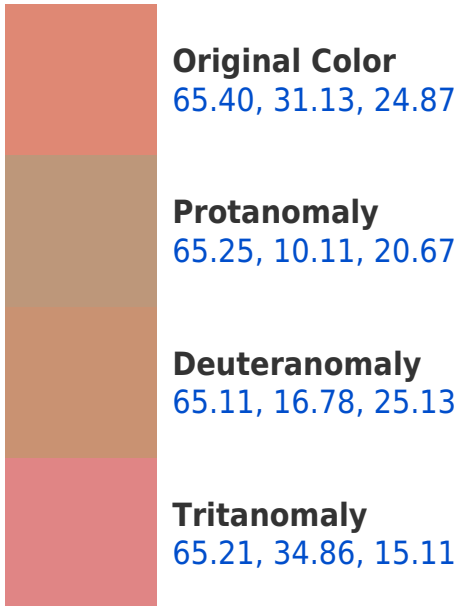 Original Color
65.40, 31.13, 24.87
Protanomaly
65.25, 10.11, 20.67
Deuteranomaly
65.11, 16.78, 25.13
Tritanomaly
65.21, 34.86, 15.11